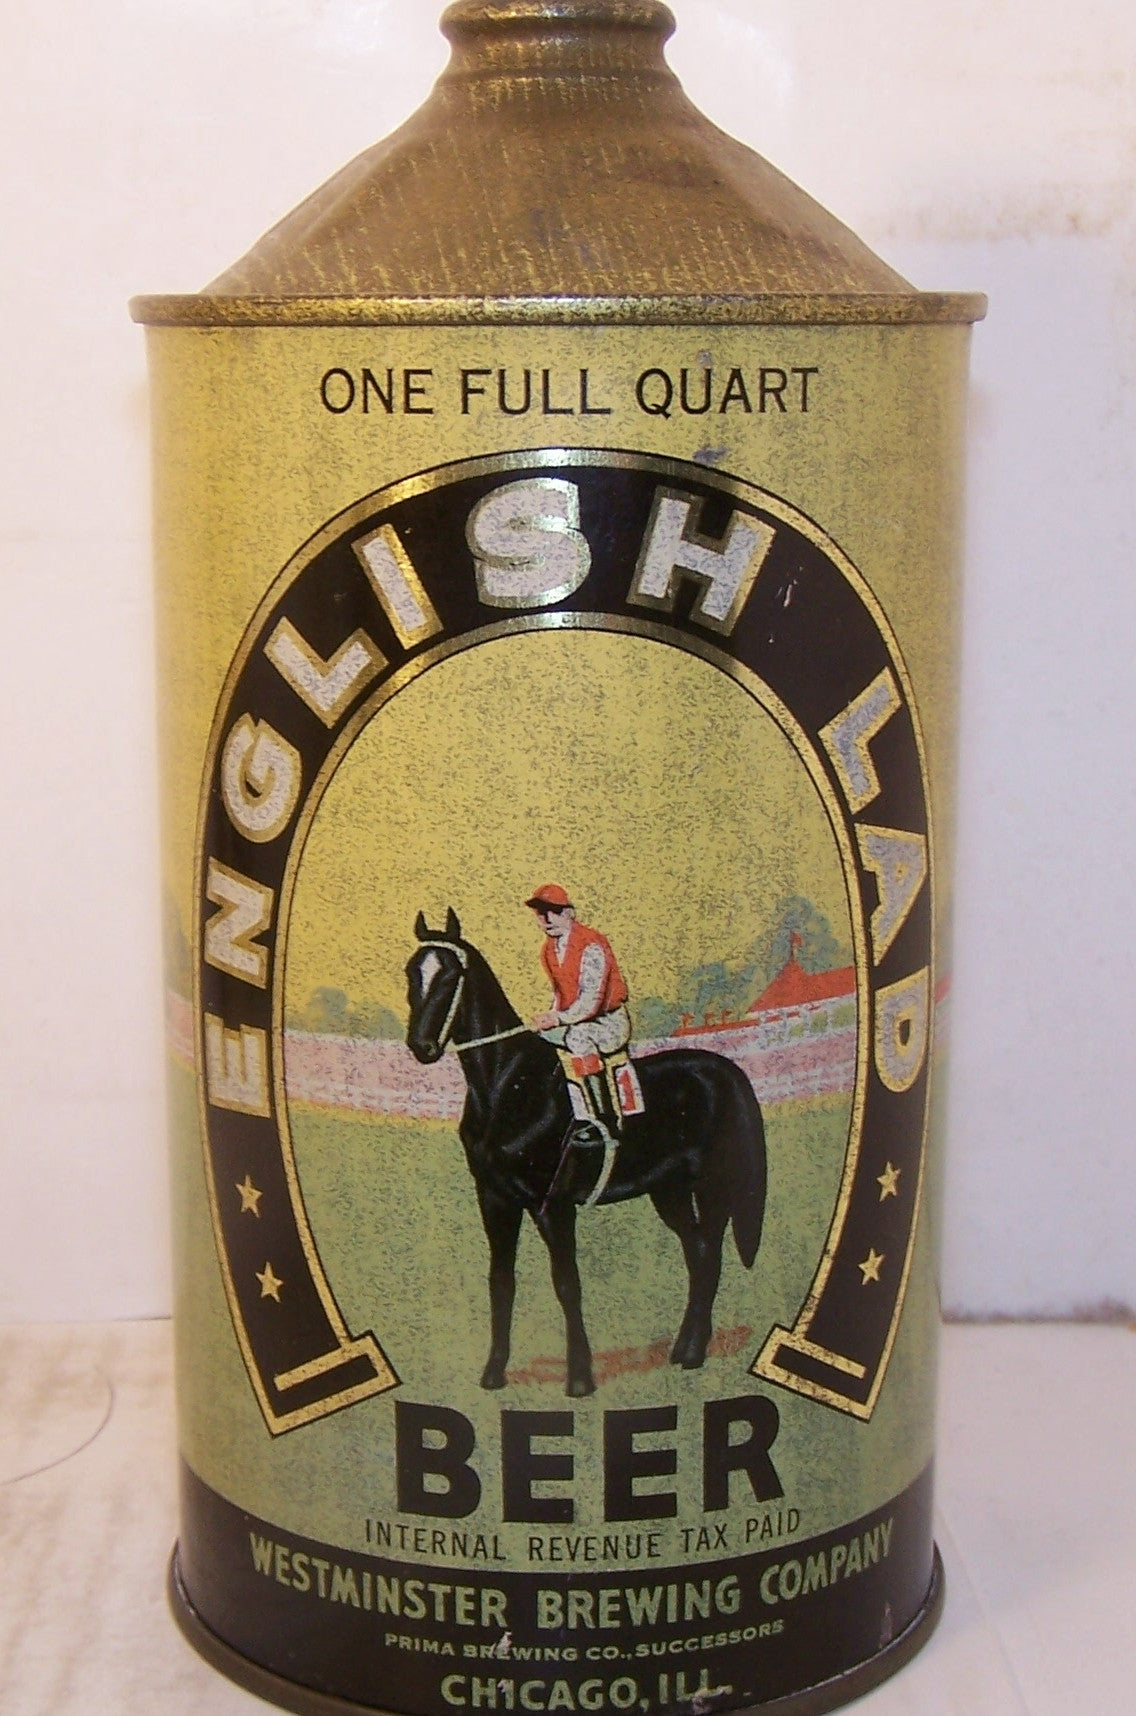 ONE FULL QUART
ENGLISH LAD
1
BEER
INTERNAL REVENUE TAX PAID
WESTMINSTER BREWING COMPANY
PRIMA BREWING CO., SUCCESSORS
CHICAGO, ILL.